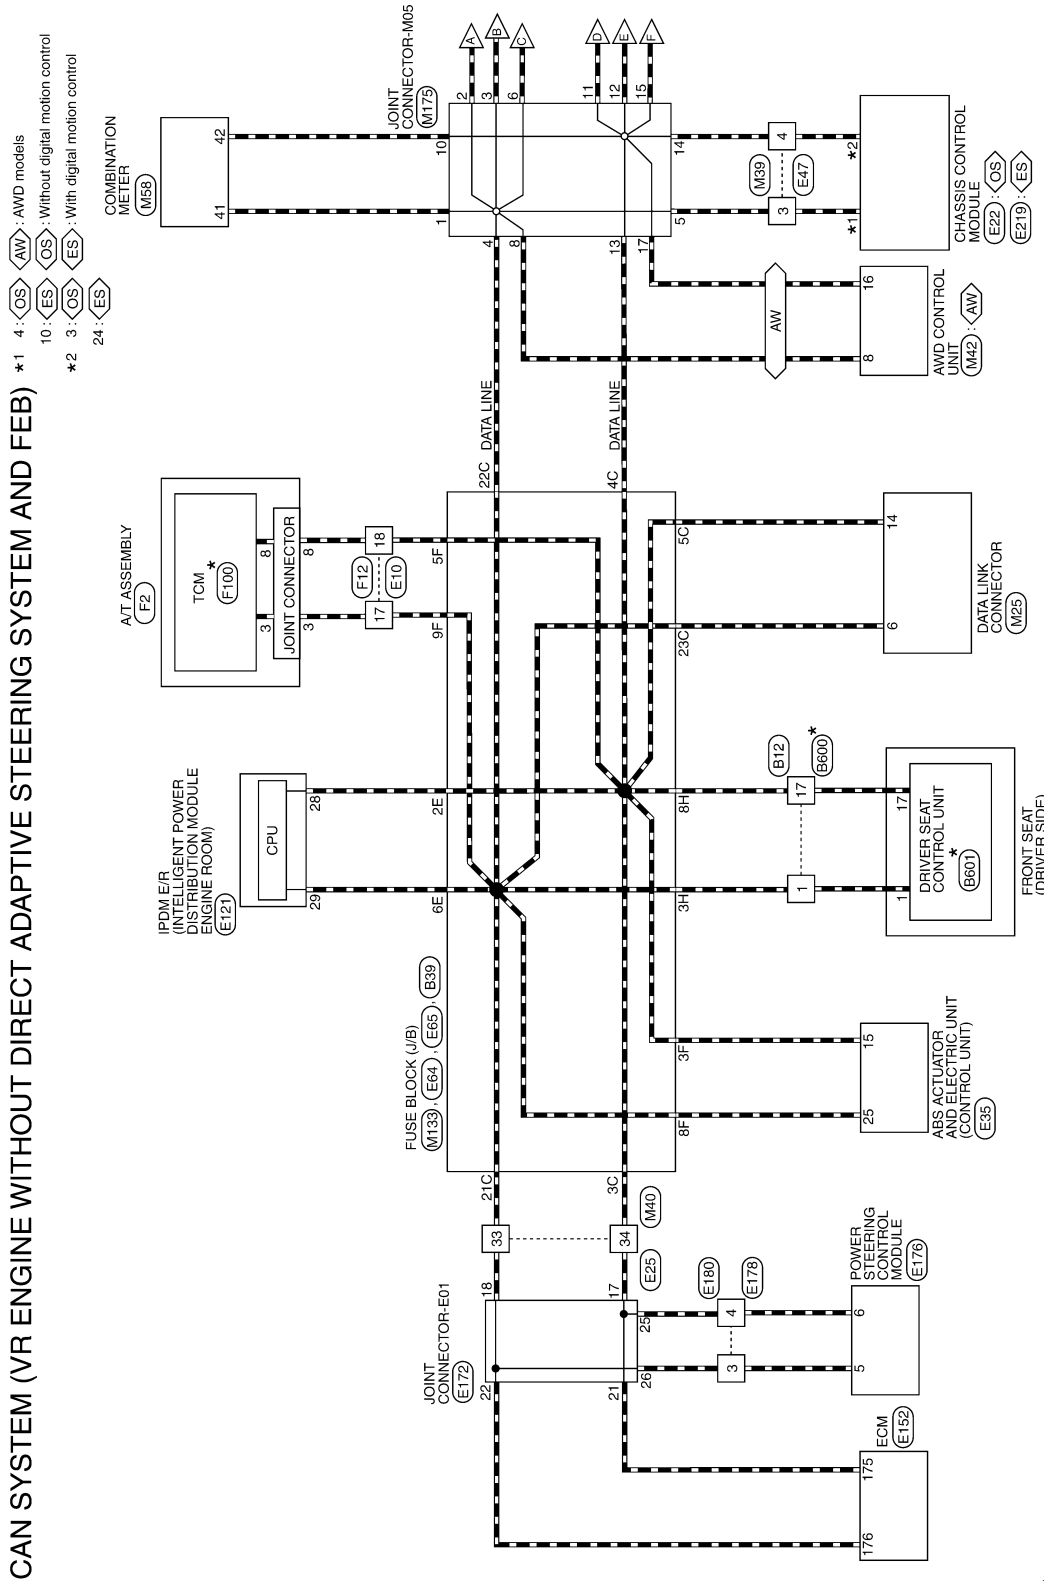 CAN SYSTEM (VR ENGINE WITHOUT DIRECT ADAPTIVE STEERING SYSTEM AND FEB)
*1 4 : OS
10 : ES
*2 3 : OS
24 : ES
AW : AWD models
OS : Without digital motion control
ES : With digital motion control
IPDM E/R
(INTELLIGENT POWER
DISTRIBUTION MODULE
ENGINE ROOM)
E121
CPU
29
28
A/T ASSEMBLY
F2
TCM *
F100
3
8
JOINT CONNECTOR
3
8
17
18
F12
E10
COMBINATION
METER
M58
41
42
JOINT
CONNECTOR-M05
M175
1
10
2
3
6
11
12
15
A
B
C
D
E
F
4
8
13
17
5
14
FUSE BLOCK (J/B)
M133 , E64 , E65 , B39
6E
2E
9F
5F
21C
3C
22C
4C
DATA LINE
DATA LINE
8F
3F
3H
8H
23C
5C
33
34
M40
E25
JOINT
CONNECTOR-E01
E172
22
21
18
17
26
25
3
4
E180
E178
ECM
E152
176
175
POWER
STEERING
CONTROL
MODULE
E176
5
6
ABS ACTUATOR
AND ELECTRIC UNIT
(CONTROL UNIT)
E35
25
15
1
17
B12
B600 *
1
17
DRIVER SEAT
CONTROL UNIT
*
B601
FRONT SEAT
(DRIVER SIDE)
DATA LINK
CONNECTOR
M25
6
14
AW
AWD CONTROL
UNIT
M42 : AW
8
16
3
4
M39
E47
*1
*2
CHASSIS CONTROL
MODULE
E22 : OS
E219 : ES